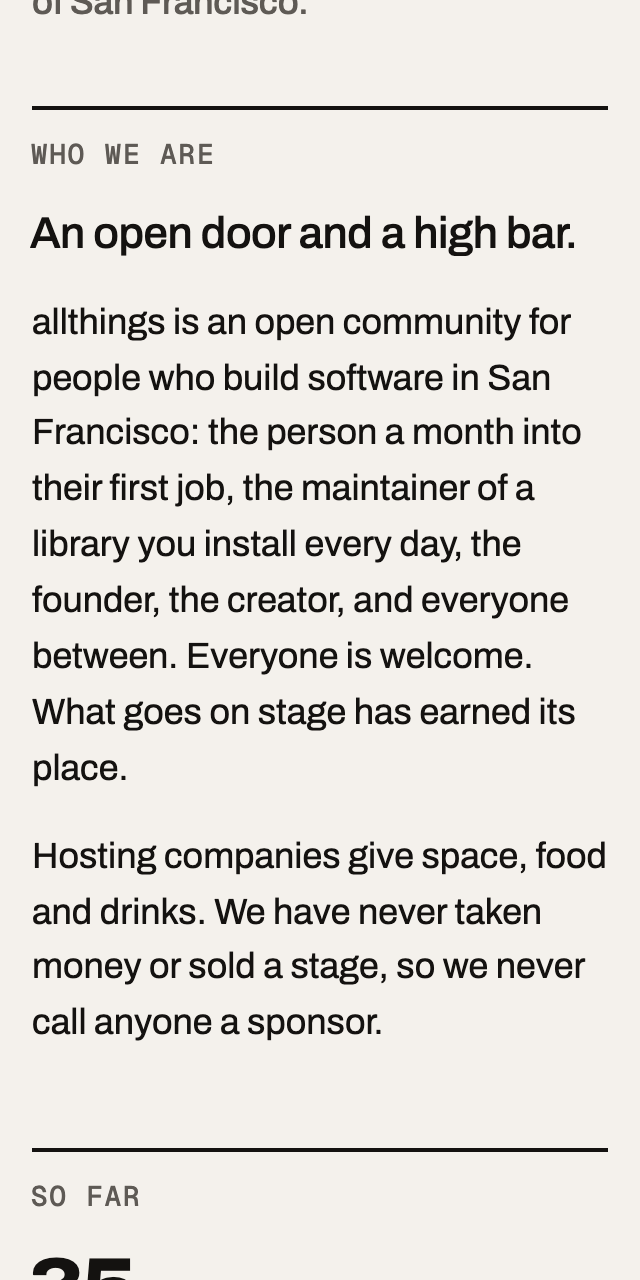 of San Francisco.
WHO WE ARE
An open door and a high bar.
allthings is an open community for
people who build software in San
Francisco: the person a month into
their first job, the maintainer of a
library you install every day, the
founder, the creator, and everyone
between. Everyone is welcome.
What goes on stage has earned its
place.
Hosting companies give space, food
and drinks. We have never taken
money or sold a stage, so we never
call anyone a sponsor.
SO FAR